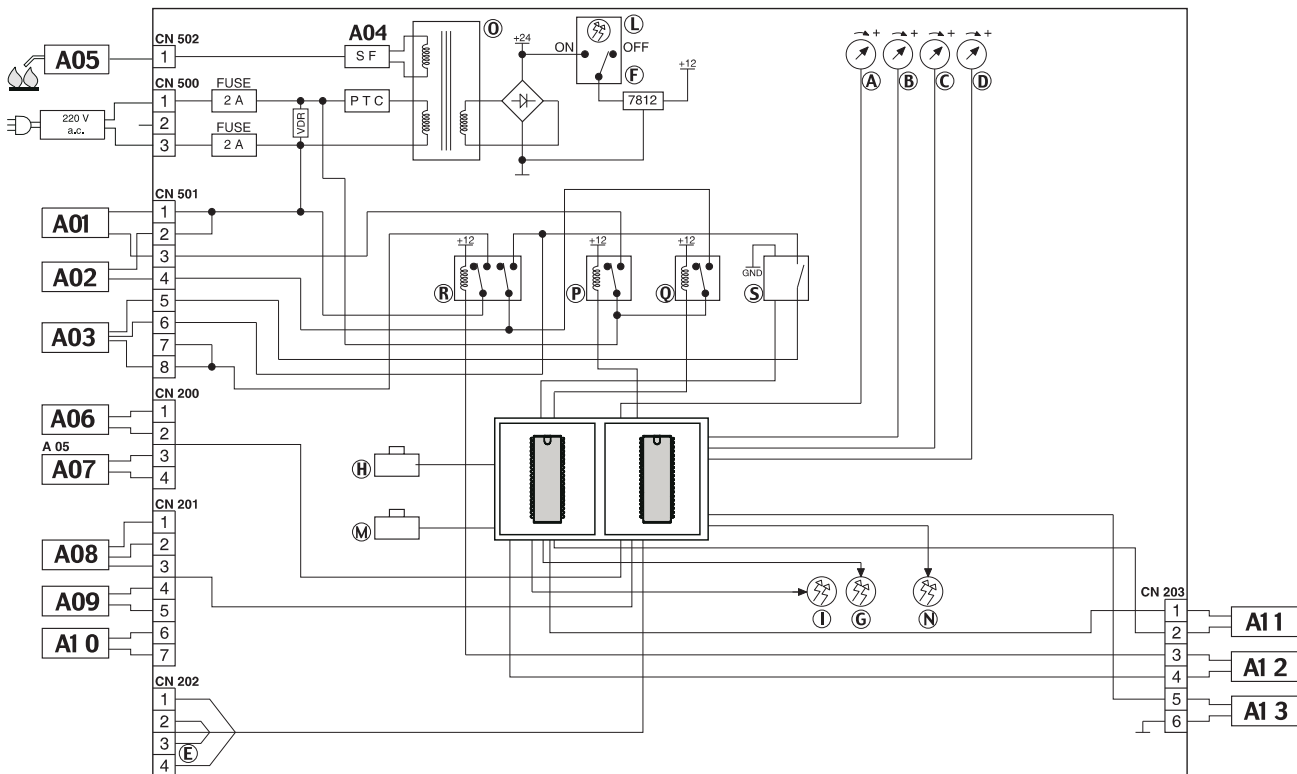 A05
CN 502
1
A04
S F
O
+24
ON
OFF
L
F
+12
7812
+ + + +
A B C D
220 V
a.c.
CN 500
1
2
3
FUSE
2 A
FUSE
2 A
VDR
P T C
CN 501
A01
A02
A03
1
2
3
4
5
6
7
8
+12
R
+12
P
+12
Q
GND
S
CN 200
A06
A 05
A07
1
2
3
4
H
M
CN 201
A08
A09
A1 0
1
2
3
4
5
6
7
I G N
CN 202
1
2
3
4
E
CN 203
1
2
3
4
5
6
A1 1
A1 2
A1 3